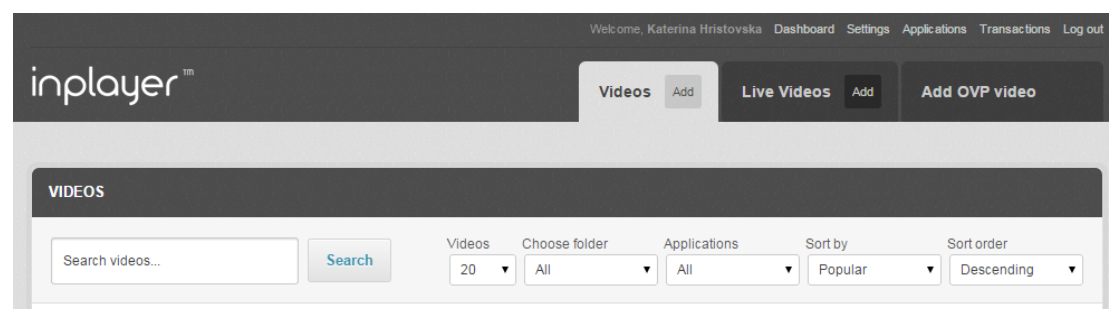 Welcome, Katerina Hristovska Dashboard Settings Applications Transactions Log out
inplayer™
Videos Add Live Videos Add Add OVP video
VIDEOS
Videos Choose folder Applications Sort by Sort order
Search videos... Search 20 All All Popular Descending